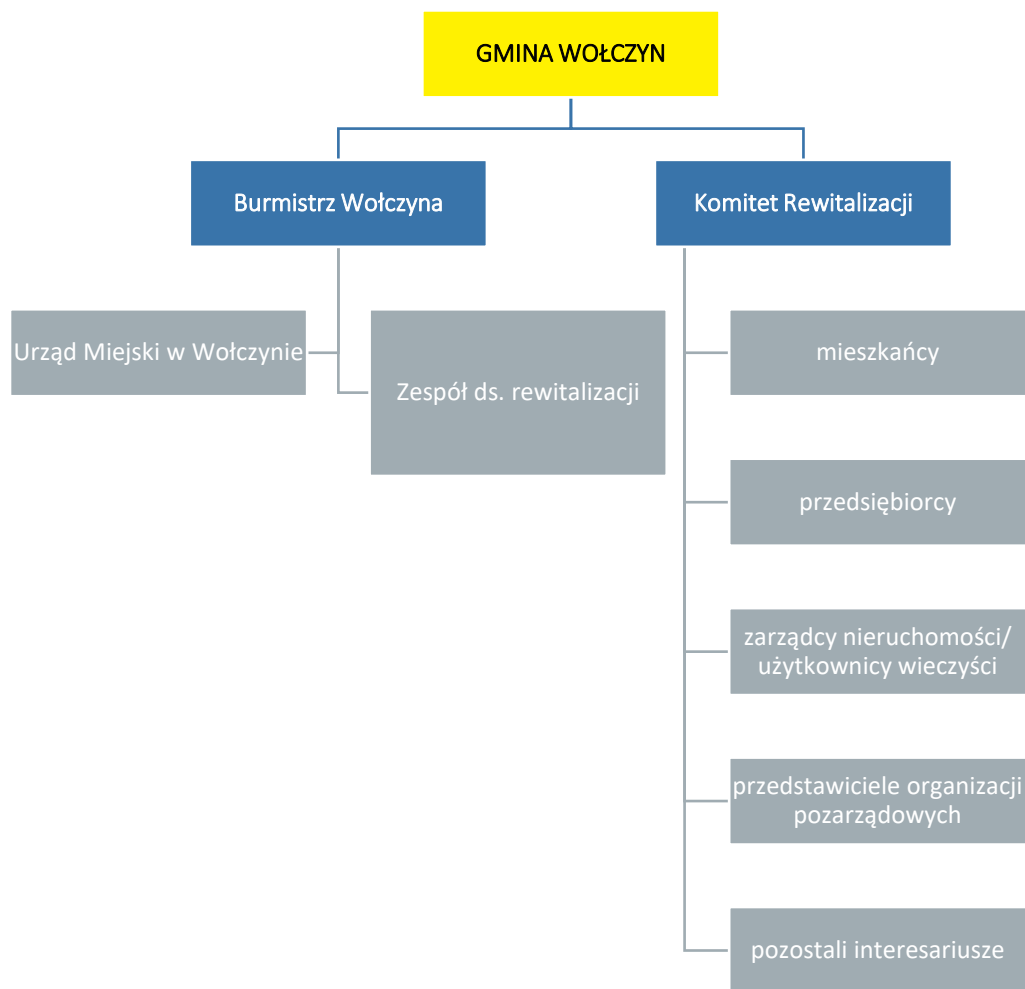 GMINA WOŁCZYN
Burmistrz Wołczyna
Komitet Rewitalizacji
Urząd Miejski w Wołczynie
Zespół ds. rewitalizacji
mieszkańcy
przedsiębiorcy
zarządcy nieruchomości/
użytkownicy wieczyści
przedstawiciele organizacji
pozarządowych
pozostali interesariusze